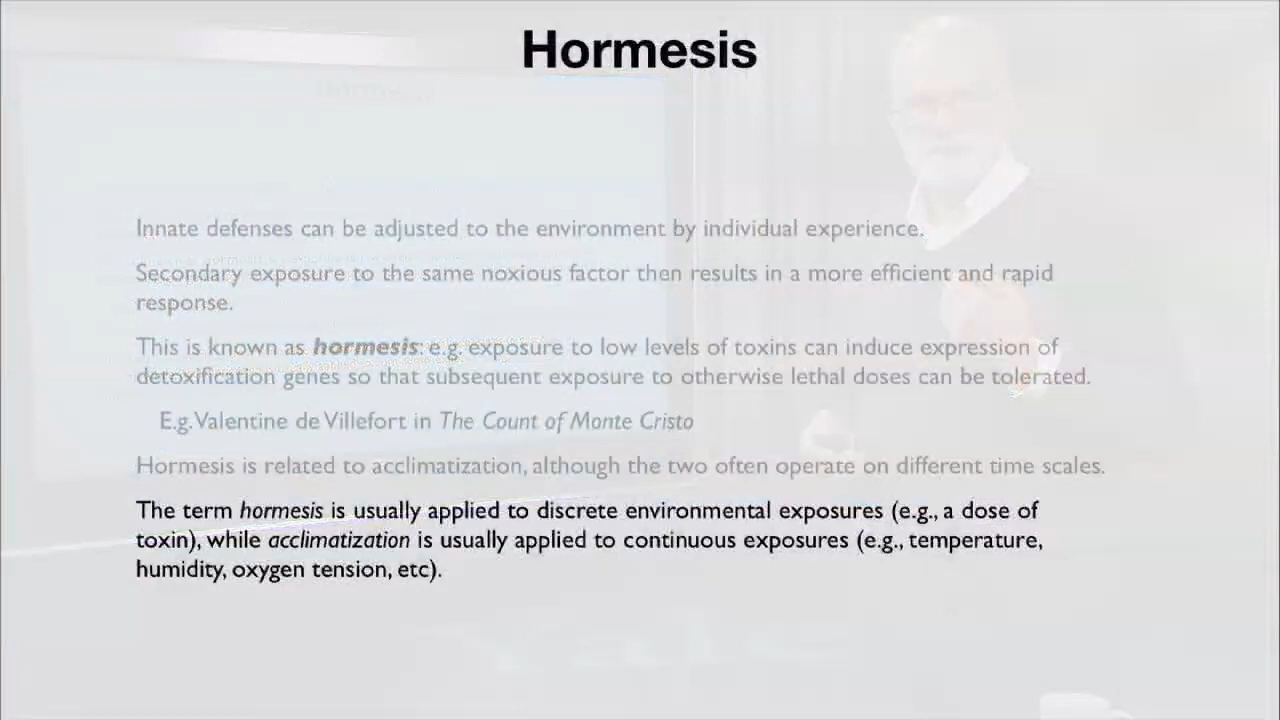 Hormesis
Innate defenses can be adjusted to the environment by individual experience.
Secondary exposure to the same noxious factor then results in a more efficient and rapid
response.
This is known as hormesis: e.g. exposure to low levels of toxins can induce expression of
detoxification genes so that subsequent exposure to otherwise lethal doses can be tolerated.
E.g. Valentine de Villefort in The Count of Monte Cristo
Hormesis is related to acclimatization, although the two often operate on different time scales.
The term hormesis is usually applied to discrete environmental exposures (e.g., a dose of
toxin), while acclimatization is usually applied to continuous exposures (e.g., temperature,
humidity, oxygen tension, etc).